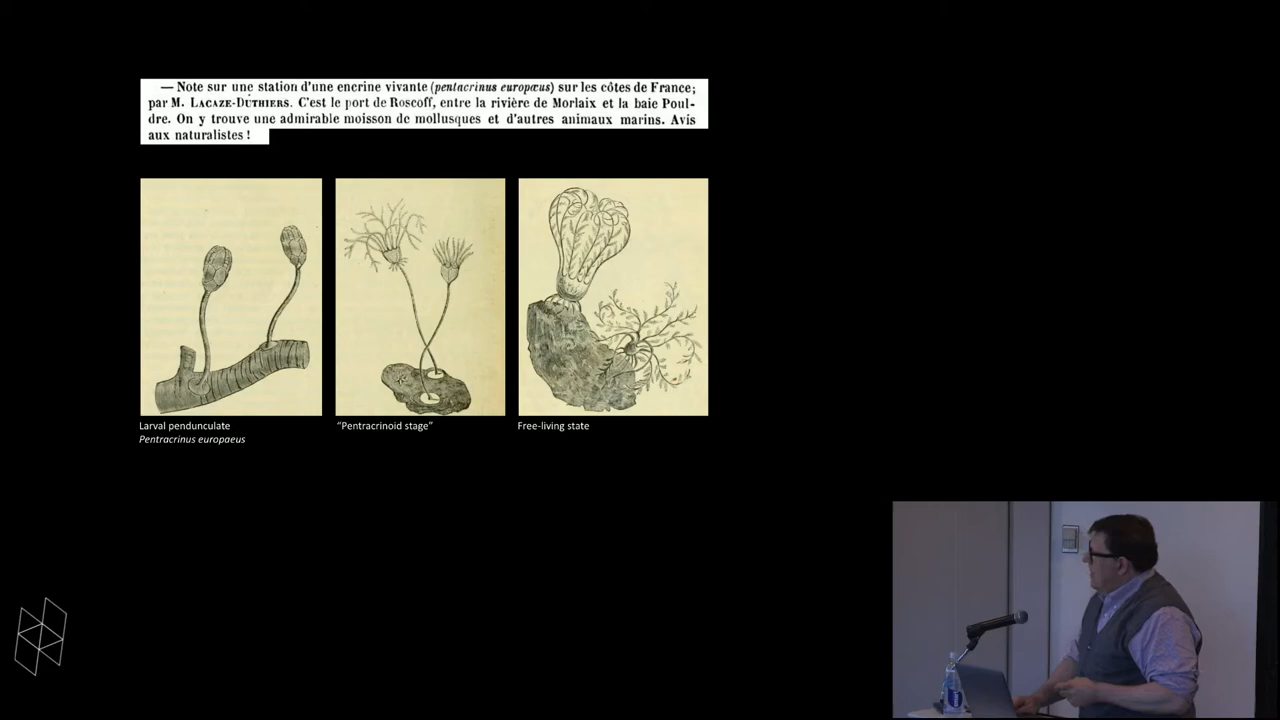 — Note sur une station d'une encrine vivante (pentacrinus europæus) sur les côtes de France;
par M. LACAZE-DUTHIERS. C'est le port de Roscoff, entre la rivière de Morlaix et la baie Poul-
dre. On y trouve une admirable moisson de mollusques et d'autres animaux marins. Avis
aux naturalistes !
Larval pendunculate
Pentracrinus europaeus
“Pentracrinoid stage”
Free-living state